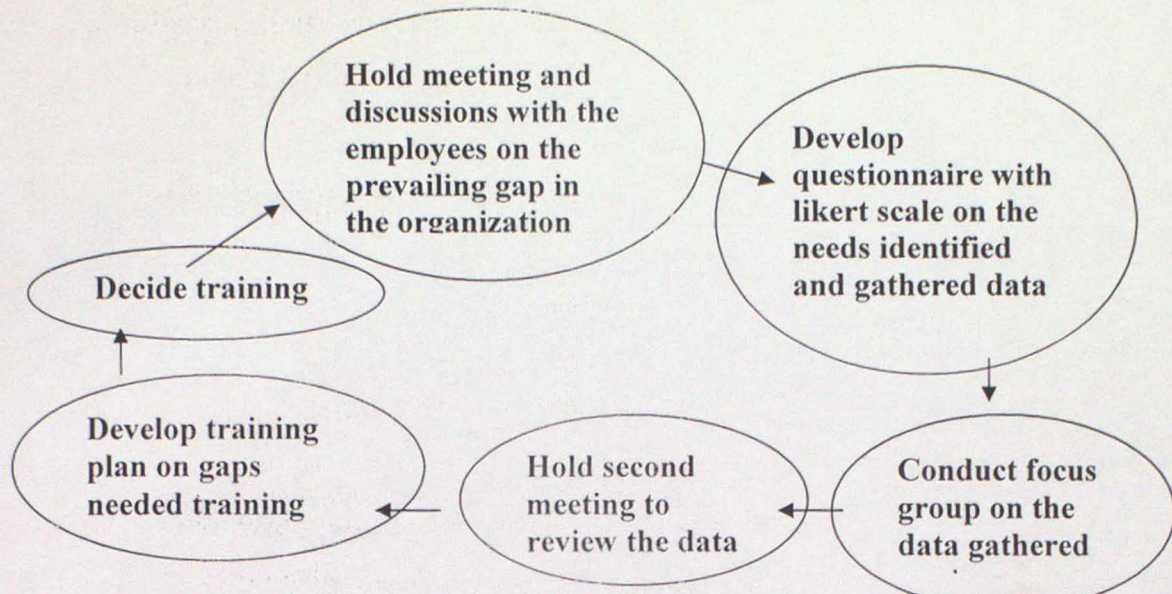 Hold meeting and
discussions with the
employees on the
prevailing gap in
the organization
Develop
questionnaire with
likert scale on the
needs identified
and gathered data
Decide training
Develop training
plan on gaps
needed training
Hold second
meeting to
review the data
Conduct focus
group on the
data gathered